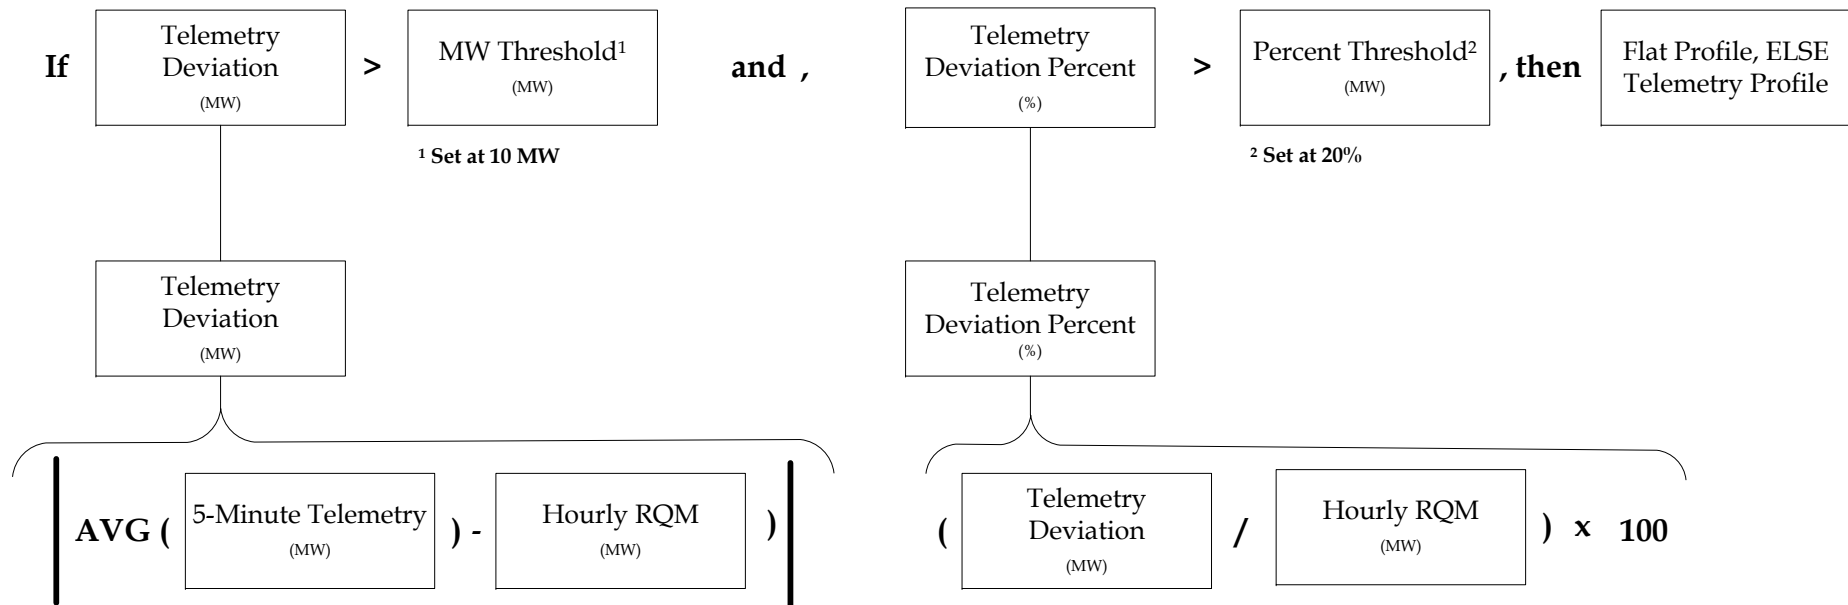 If
Telemetry
Deviation
(MW)
>
MW Threshold¹
(MW)
and ,
Telemetry
Deviation Percent
(%)
>
Percent Threshold²
(MW)
, then
Flat Profile, ELSE
Telemetry Profile
¹ Set at 10 MW
² Set at 20%
Telemetry
Deviation
(MW)
Telemetry
Deviation Percent
(%)
AVG (
5-Minute Telemetry
(MW)
) -
Hourly RQM
(MW)
)
(
Telemetry
Deviation
(MW)
/
Hourly RQM
(MW)
) x 100